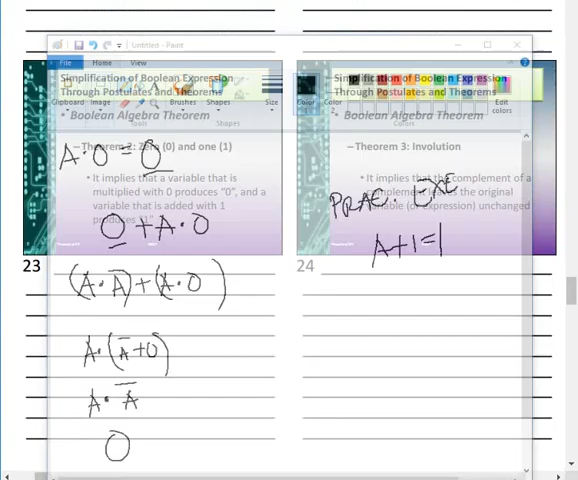 Untitled - Paint
File
Home
View
Clipboard
Image
Brushes
Shapes
Size
Color 1
Color 2
Edit colors
Tools
Shapes
Colors
Simplification of Boolean Expression
Through Postulates and Theorems
• Boolean Algebra Theorem
– Theorem 2: Zero (0) and one (1)
• It implies that a variable that is
multiplied with 0 produces "0", and a
variable that is added with 1
produces "1"
A·0=0
0+A·0
(A·A̅)+(A·0)
A·(A̅+0)
A·A̅
0
23
Simplification of Boolean Expression
Through Postulates and Theorems
• Boolean Algebra Theorem
– Theorem 3: Involution
It implies that the complement of a
complement leaves the original
variable (or expression) unchanged
PRAE. EXE
A+1=1
24